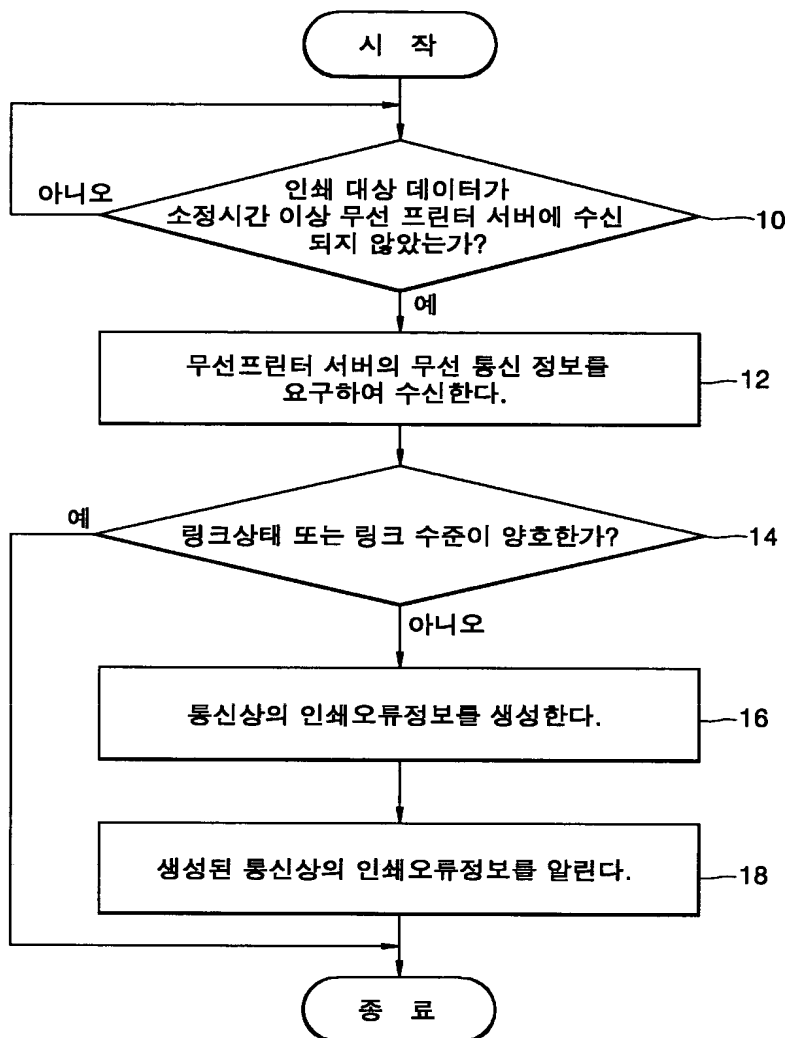 시 작
아니오
인쇄 대상 데이터가
소정시간 이상 무선 프린터 서버에 수신
되지 않았는가?
10
예
무선프린터 서버의 무선 통신 정보를
요구하여 수신한다.
12
예
링크상태 또는 링크 수준이 양호한가?
14
아니오
통신상의 인쇄오류정보를 생성한다.
16
생성된 통신상의 인쇄오류정보를 알린다.
18
종 료